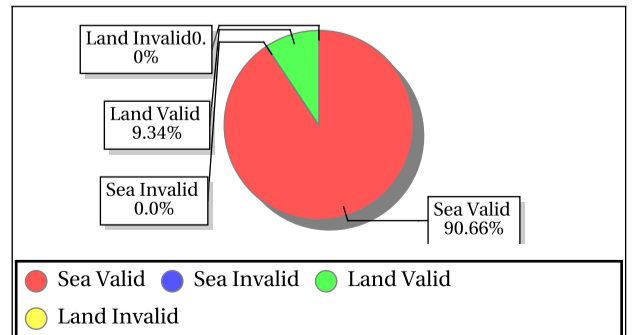 Land Invalid0.
0%
Land Valid
9.34%
Sea Invalid
0.0%
Sea Valid
90.66%
Sea Valid Sea Invalid Land Valid
Land Invalid